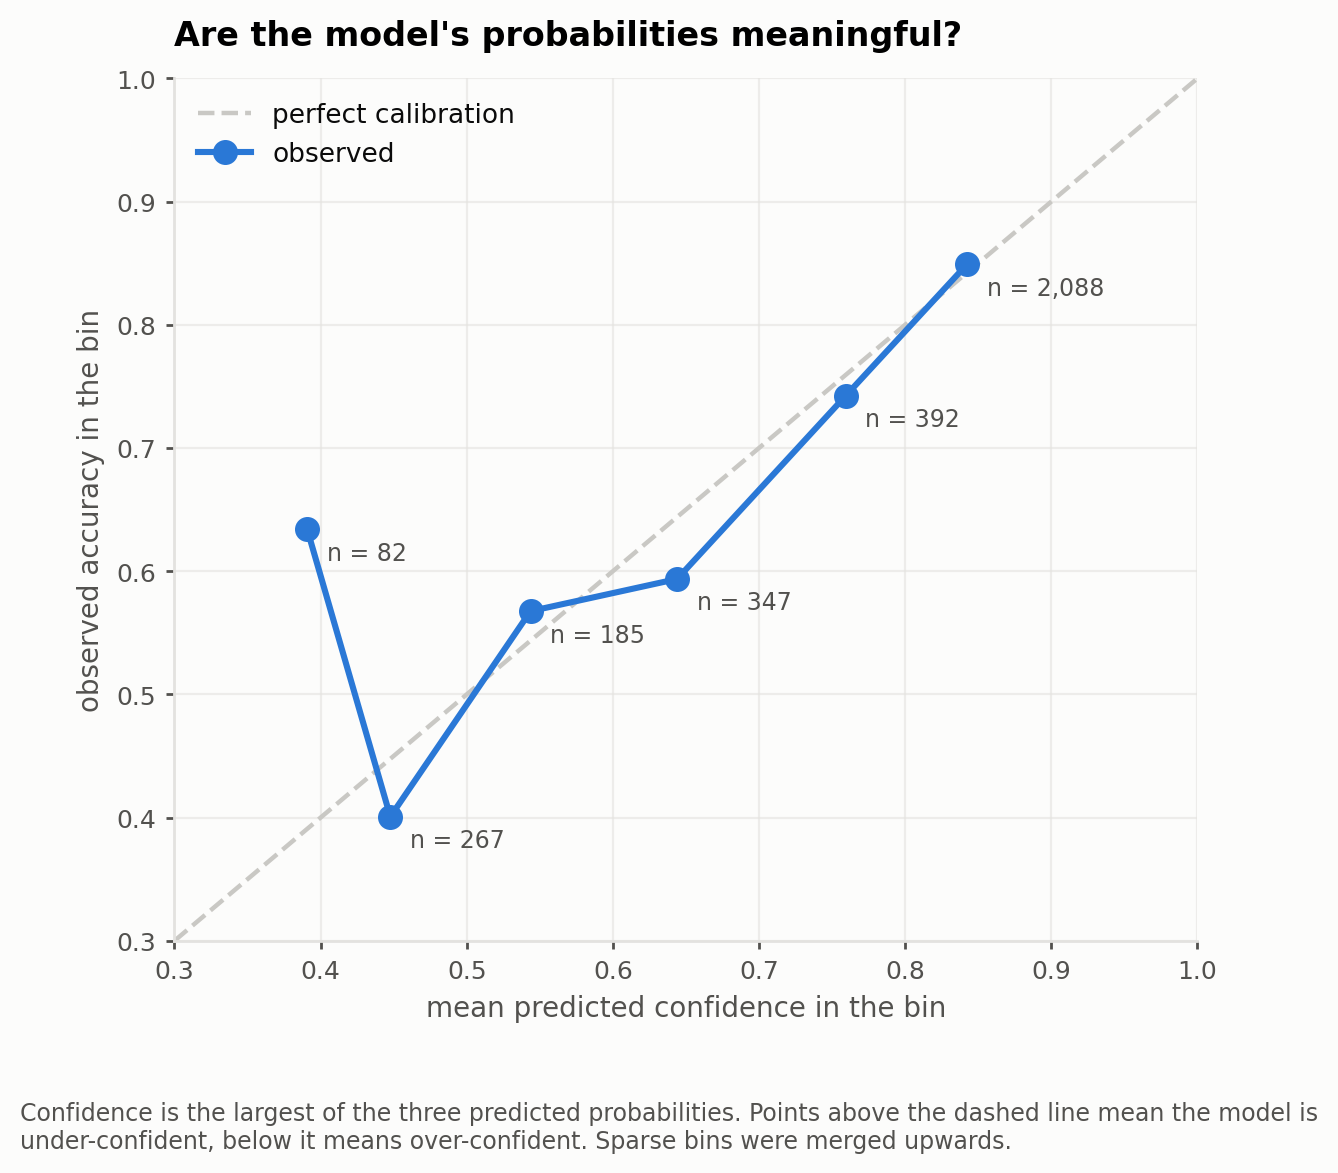 Are the model's probabilities meaningful?
perfect calibration
observed
observed accuracy in the bin
1.0
0.9
0.8
0.7
0.6
0.5
0.4
0.3
n = 2,088
n = 392
n = 82
n = 347
n = 185
n = 267
0.3 0.4 0.5 0.6 0.7 0.8 0.9 1.0
mean predicted confidence in the bin
Confidence is the largest of the three predicted probabilities. Points above the dashed line mean the model is
under-confident, below it means over-confident. Sparse bins were merged upwards.